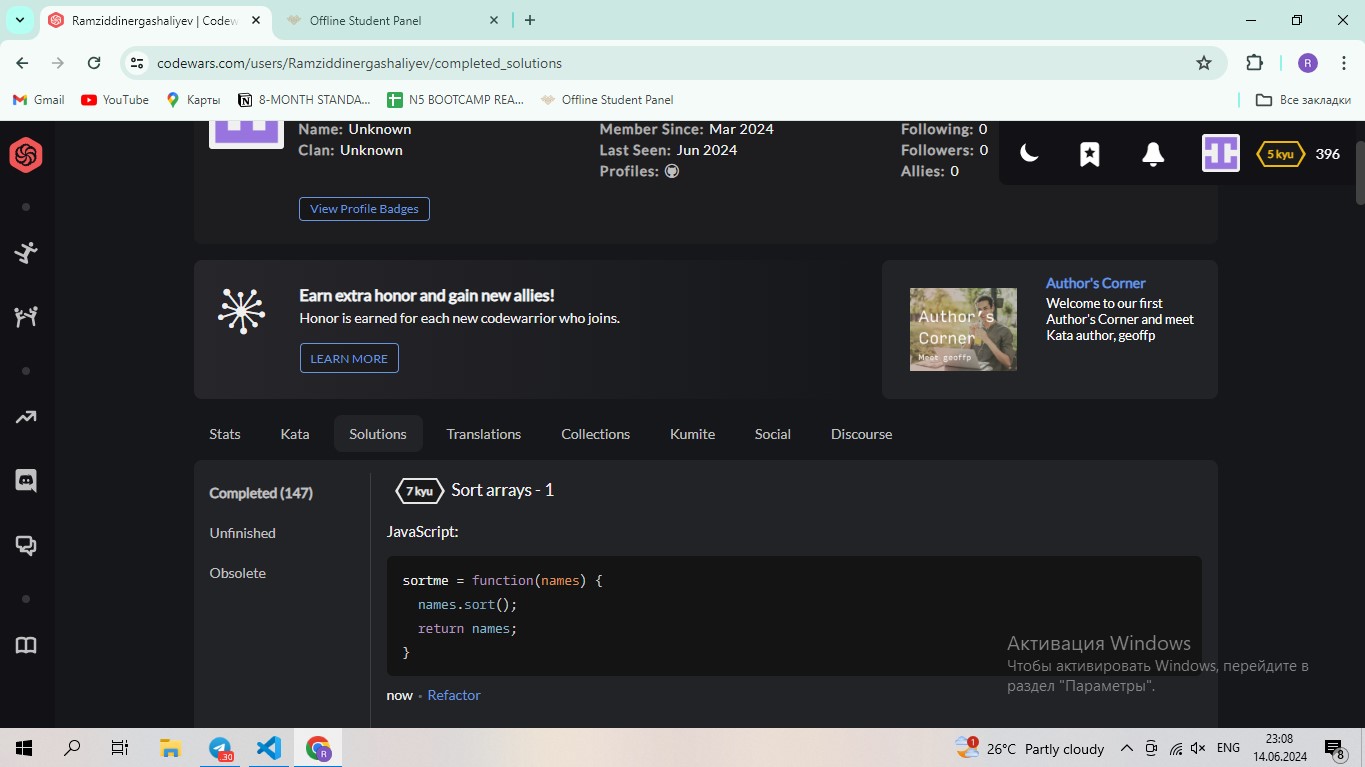 Ramziddinergashaliyev | Codew
Offline Student Panel
codewars.com/users/Ramziddinergashaliyev/completed_solutions
R
Gmail
YouTube
Карты
8-MONTH STANDA...
N5 BOOTCAMP REA...
Offline Student Panel
Все закладки
Name: Unknown
Member Since: Mar 2024
Following: 0
Clan: Unknown
Last Seen: Jun 2024
Followers: 0
Profiles:
Allies: 0
5 kyu
396
View Profile Badges
Earn extra honor and gain new allies!
Honor is earned for each new codewarrior who joins.
LEARN MORE
Author's
Corner
Meet geoffp
Author's Corner
Welcome to our first
Author's Corner and meet
Kata author, geoffp
Stats
Kata
Solutions
Translations
Collections
Kumite
Social
Discourse
Completed (147)
Unfinished
Obsolete
7 kyu
Sort arrays - 1
JavaScript:
sortme = function(names) {
names.sort();
return names;
}
now • Refactor
Активация Windows
Чтобы активировать Windows, перейдите в
раздел "Параметры".
30
R
1
26°C Partly cloudy
ENG
23:08
14.06.2024
8